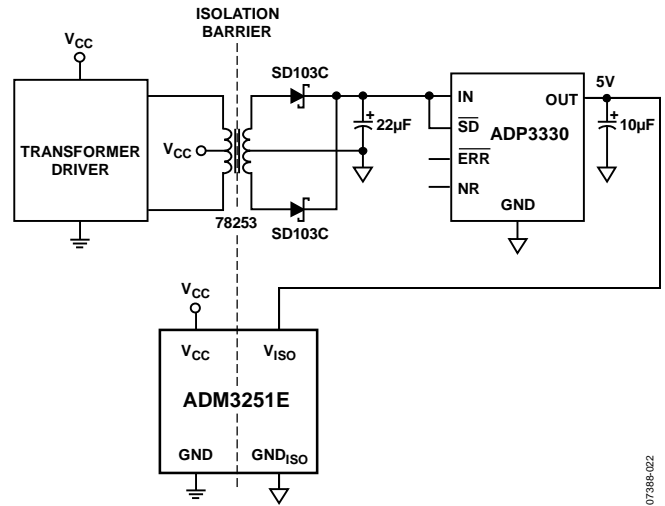 ISOLATION
BARRIER
VCC
SD103C
TRANSFORMER
DRIVER
VCC
78253
SD103C
22µF
IN
SD
ERR
NR
OUT
ADP3330
GND
5V
10µF
VCC
VCC
VISO
ADM3251E
GND
GNDISO
07388-022